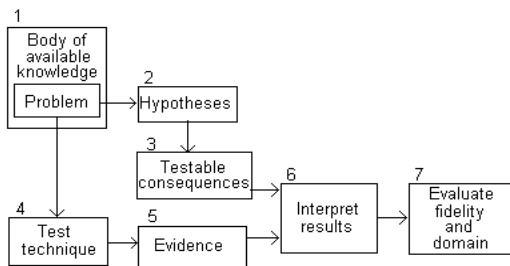 1
Body of
available
knowledge
Problem
2
Hypotheses
3
Testable
consequences
4
Test
technique
5
Evidence
6
Interpret
results
7
Evaluate
fidelity
and
domain